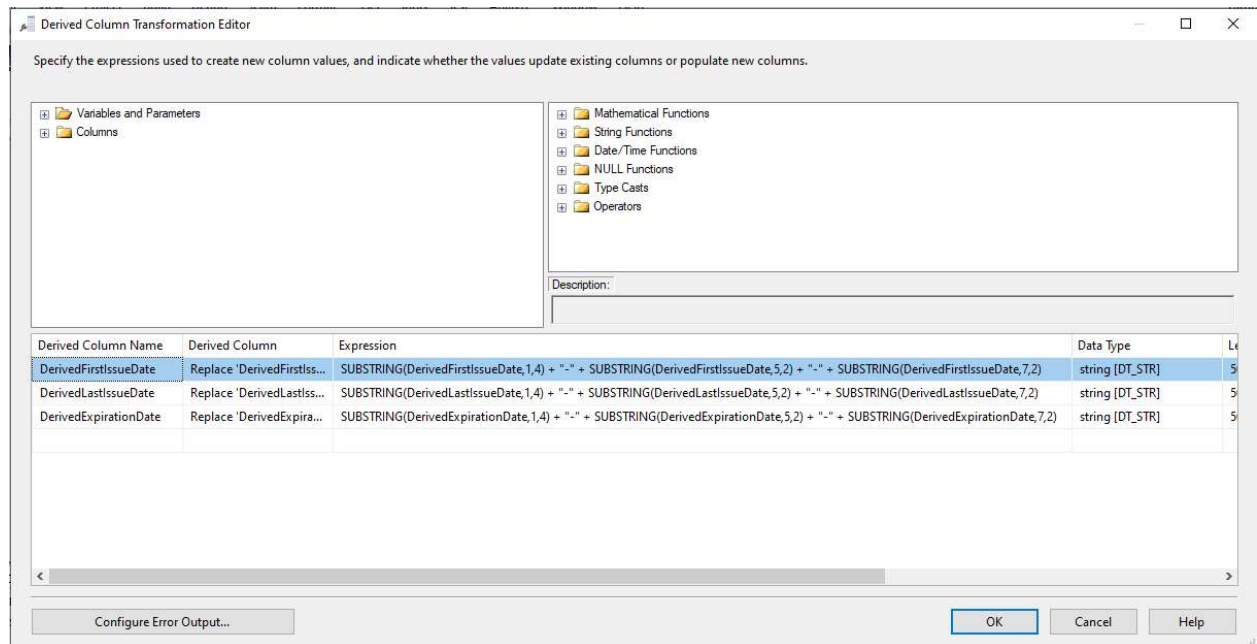 Derived Column Transformation Editor
Specify the expressions used to create new column values, and indicate whether the values update existing columns or populate new columns.
Variables and Parameters
Columns
Mathematical Functions
String Functions
Date/Time Functions
NULL Functions
Type Casts
Operators
Description:
Derived Column Name Derived Column Expression Data Type Le
DerivedFirstIssueDate Replace 'DerivedFirstIss... SUBSTRING(DerivedFirstIssueDate,1,4) + "-" + SUBSTRING(DerivedFirstIssueDate,5,2) + "-" + SUBSTRING(DerivedFirstIssueDate,7,2) string [DT_STR] 5
DerivedLastIssueDate Replace 'DerivedLastIss... SUBSTRING(DerivedLastIssueDate,1,4) + "-" + SUBSTRING(DerivedLastIssueDate,5,2) + "-" + SUBSTRING(DerivedLastIssueDate,7,2) string [DT_STR] 5
DerivedExpirationDate Replace 'DerivedExpira... SUBSTRING(DerivedExpirationDate,1,4) + "-" + SUBSTRING(DerivedExpirationDate,5,2) + "-" + SUBSTRING(DerivedExpirationDate,7,2) string [DT_STR] 5
Configure Error Output... OK Cancel Help